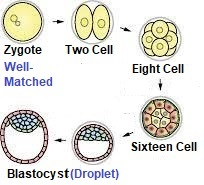 Zygote
Two Cell
Well-
Matched
Eight Cell
Sixteen Cell
Blastocyst(Droplet)